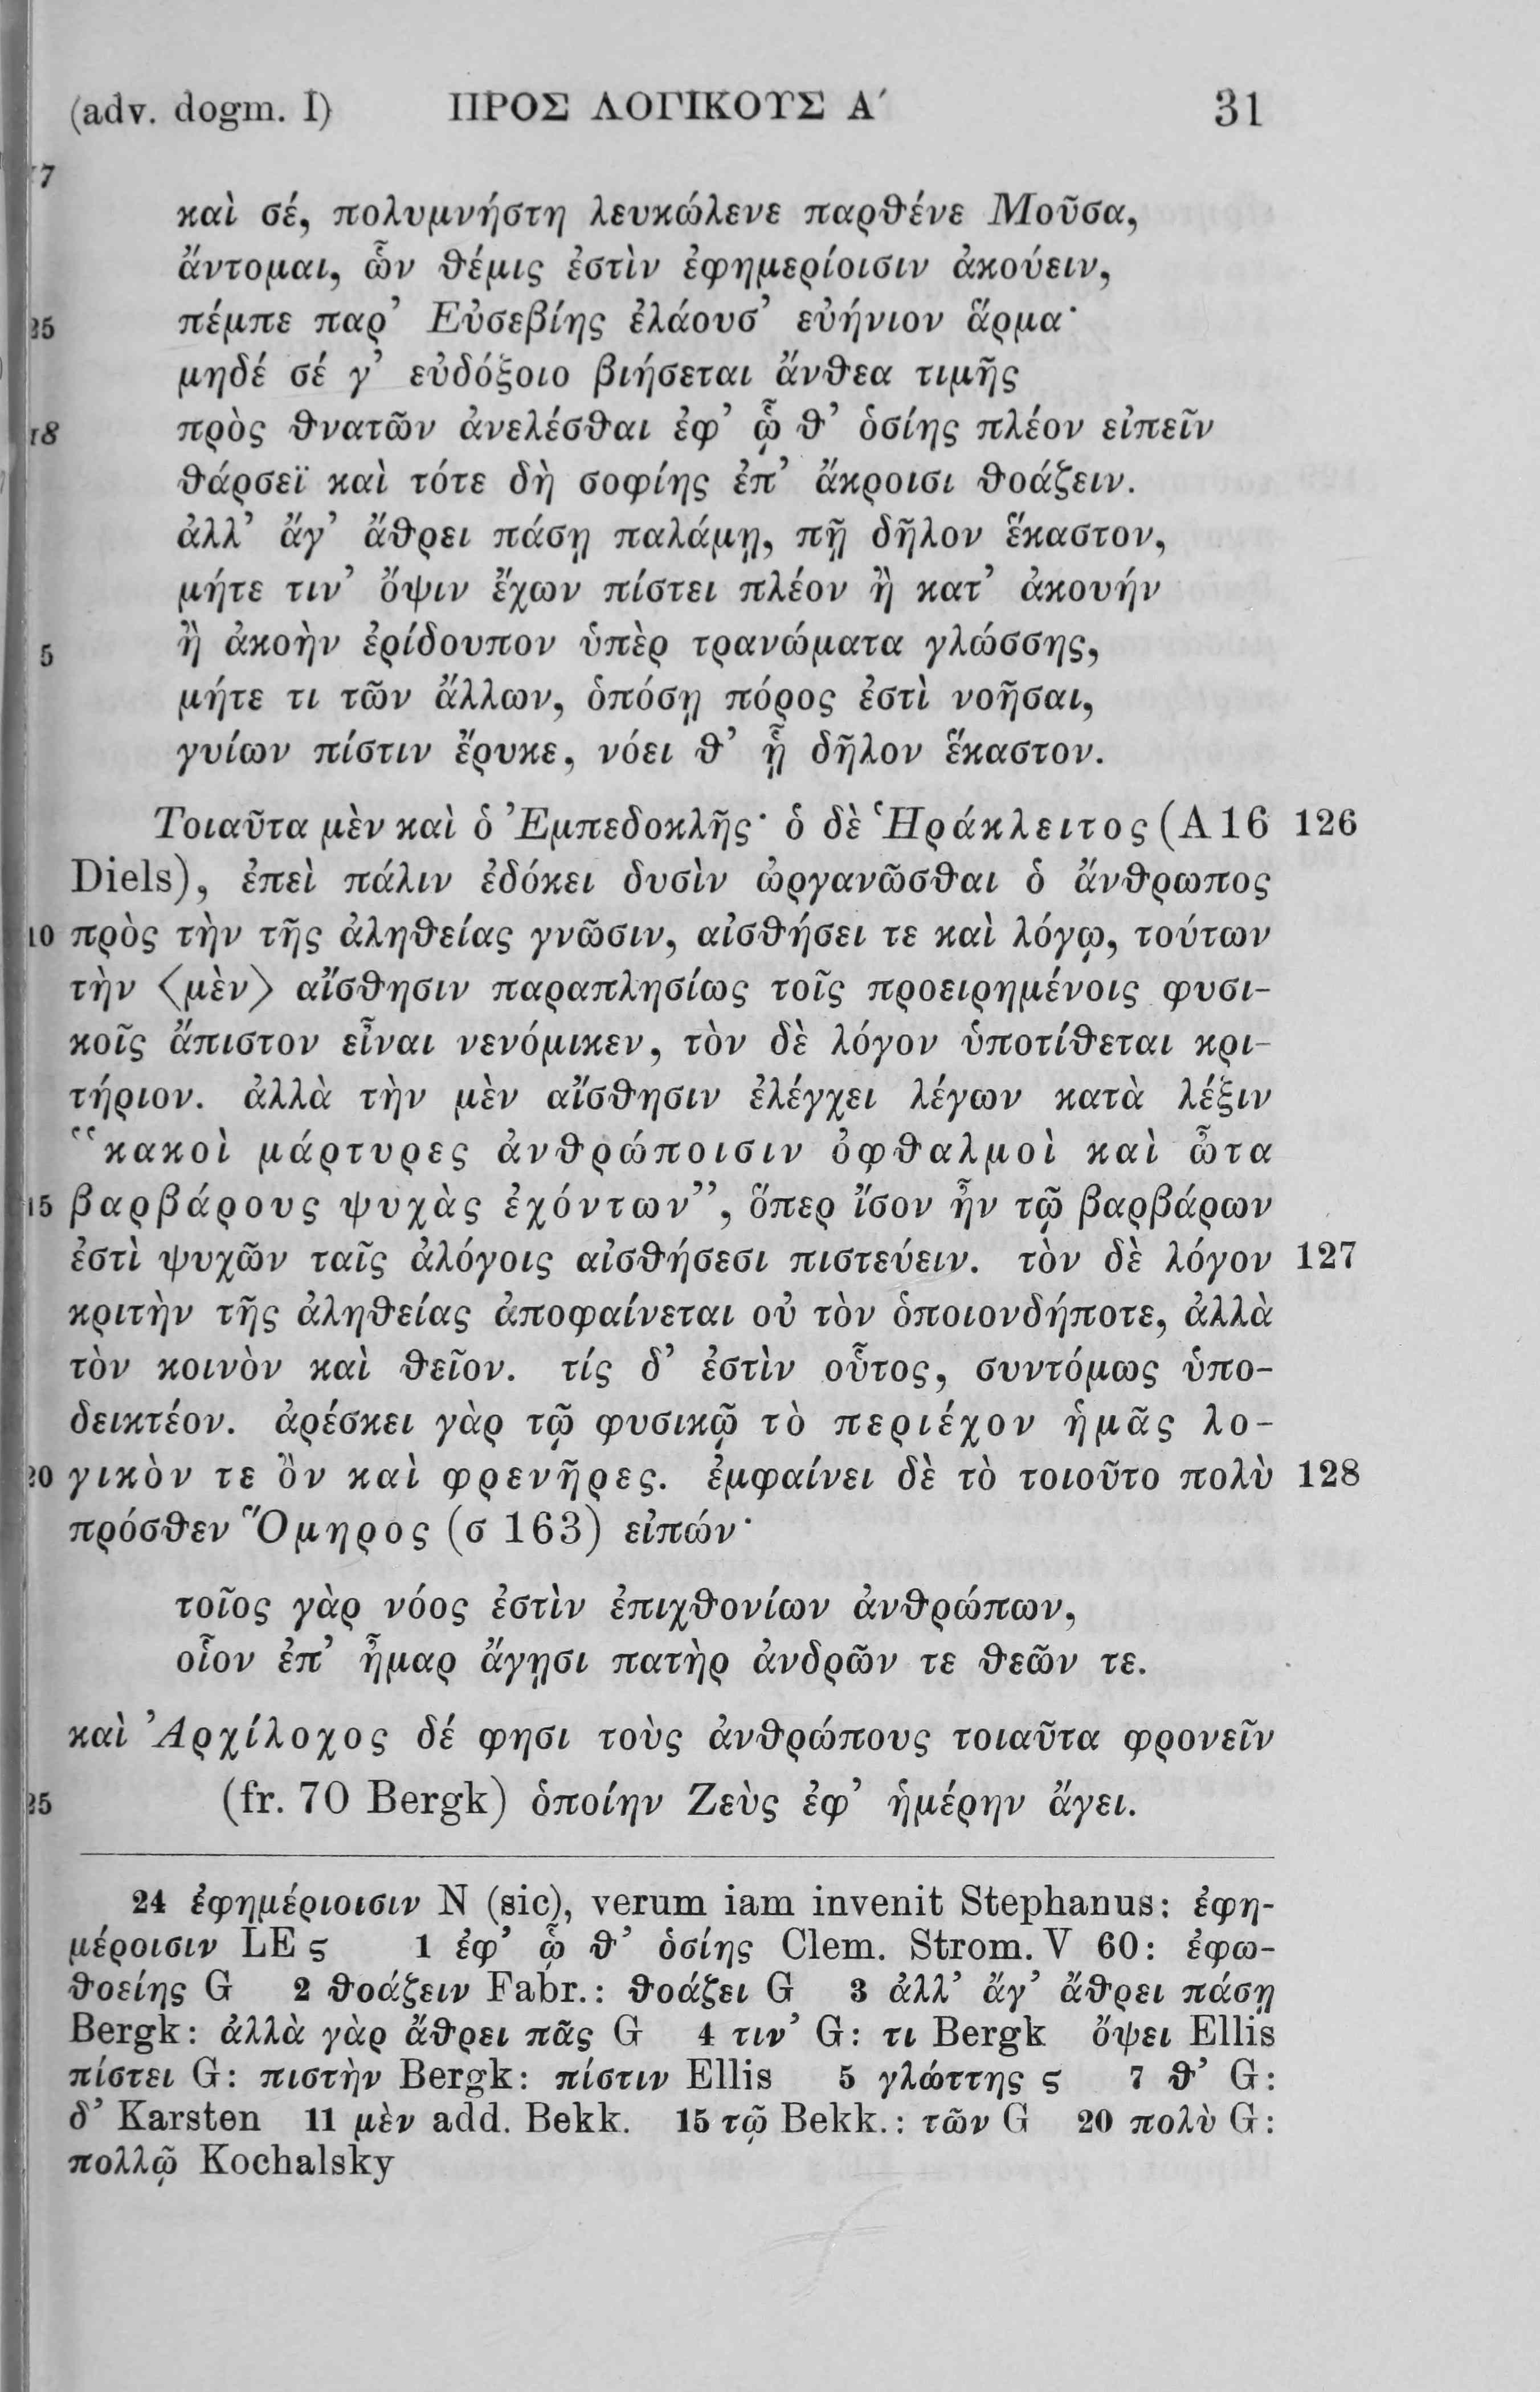 (adv. dogm. I) ΠΡΟΣ ΛΟΓΙΚΟΥΣ Α΄ 31
καὶ σέ, πολυμνήστη λευκώλενε παρθένε Μοῦσα,
ἄντομαι, ὧν θέμις ἐστὶν ἐφημερίοισιν ἀκούειν,
25 πέμπε παρ’ Εὐσεβίης ἐλάουσ’ εὐήνιον ἅρμα·
μηδέ σέ γ’ εὐδόξοιο βιήσεται ἄνθεα τιμῆς
πρὸς θνατῶν ἀνελέσθαι ἐφ’ ᾧ θ’ ὁσίης πλέον εἰπεῖν
θάρσεϊ καὶ τότε δὴ σοφίης ἐπ’ ἄκροισι θοάζειν.
ἀλλ’ ἄγ’ ἄθρει πάσῃ παλάμῃ, πῇ δῆλον ἕκαστον,
μήτε τιν’ ὄψιν ἔχων πίστει πλέον ἢ κατ’ ἀκουήν
5 ἢ ἀκοὴν ἐρίδουπον ὑπὲρ τρανώματα γλώσσης,
μήτε τι τῶν ἄλλων, ὁπόσῃ πόρος ἐστὶ νοῆσαι,
γυίων πίστιν ἔρυκε, νόει θ’ ᾗ δῆλον ἕκαστον.
Τοιαῦτα μὲν καὶ ὁ Ἐμπεδοκλῆς· ὁ δὲ Ἡράκλειτος (A 16 126
Diels), ἐπεὶ πάλιν ἐδόκει δυσὶν ὠργανῶσθαι ὁ ἄνθρωπος
10 πρὸς τὴν τῆς ἀληθείας γνῶσιν, αἰσθήσει τε καὶ λόγῳ, τούτων
τὴν ⟨μὲν⟩ αἴσθησιν παραπλησίως τοῖς προειρημένοις φυσι-
κοῖς ἄπιστον εἶναι νενόμικεν, τὸν δὲ λόγον ὑποτίθεται κρι-
τήριον. ἀλλὰ τὴν μὲν αἴσθησιν ἐλέγχει λέγων κατὰ λέξιν
“κακοὶ μάρτυρες ἀνθρώποισιν ὀφθαλμοὶ καὶ ὦτα
15 βαρβάρους ψυχὰς ἐχόντων”, ὅπερ ἴσον ἦν τῷ βαρβάρων
ἐστὶ ψυχῶν ταῖς ἀλόγοις αἰσθήσεσι πιστεύειν. τὸν δὲ λόγον 127
κριτὴν τῆς ἀληθείας ἀποφαίνεται οὐ τὸν ὁποιονδήποτε, ἀλλὰ
τὸν κοινὸν καὶ θεῖον. τίς δ’ ἐστὶν οὗτος, συντόμως ὑπο-
δεικτέον. ἀρέσκει γὰρ τῷ φυσικῷ τὸ περιέχον ἡμᾶς λο-
20 γικὸν τε ὂν καὶ φρενῆρες. ἐμφαίνει δὲ τὸ τοιοῦτο πολὺ 128
πρόσθεν Ὅμηρος (σ 163) εἰπών·
τοῖος γὰρ νόος ἐστὶν ἐπιχθονίων ἀνθρώπων,
οἷον ἐπ’ ἦμαρ ἄγῃσι πατὴρ ἀνδρῶν τε θεῶν τε.
καὶ Ἀρχίλοχος δέ φησι τοὺς ἀνθρώπους τοιαῦτα φρονεῖν
25 (fr. 70 Bergk) ὁποίην Ζεὺς ἐφ’ ἡμέρην ἄγει.
24 ἐφημέριοισιν N (sic), verum iam invenit Stephanus: ἐφη-
μέροισιν LE ς 1 ἐφ’ ᾧ θ’ ὁσίης Clem. Strom. V 60: ἐφω-
θοείης G 2 θοάζειν Fabr.: θοάζει G 3 ἀλλ’ ἄγ’ ἄθρει πάσῃ
Bergk: ἀλλὰ γὰρ ἄθρει πᾶς G 4 τιν’ G: τι Bergk ὄψει Ellis
πίστει G: πιστὴν Bergk: πίστιν Ellis 5 γλώττης ς 7 θ’ G:
δ’ Karsten 11 μὲν add. Bekk. 15 τῷ Bekk.: τῶν G 20 πολὺ G:
πολλῷ Kochalsky